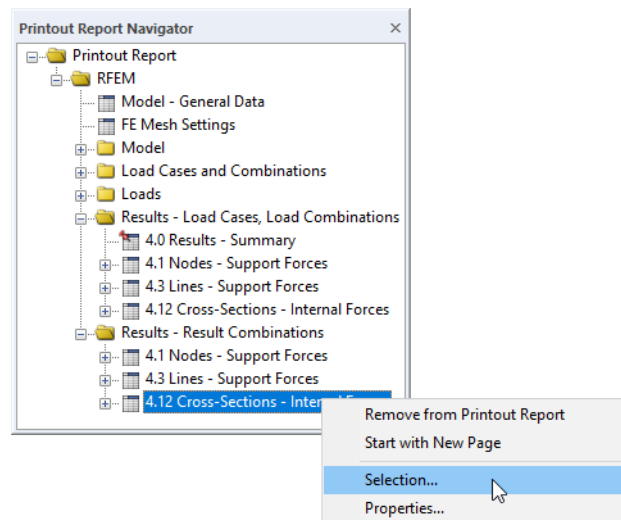 Printout Report Navigator
Printout Report
RFEM
Model - General Data
FE Mesh Settings
Model
Load Cases and Combinations
Loads
Results - Load Cases, Load Combinations
4.0 Results - Summary
4.1 Nodes - Support Forces
4.3 Lines - Support Forces
4.12 Cross-Sections - Internal Forces
Results - Result Combinations
4.1 Nodes - Support Forces
4.3 Lines - Support Forces
4.12 Cross-Sections -
Remove from Printout Report
Start with New Page
Selection...
Properties...